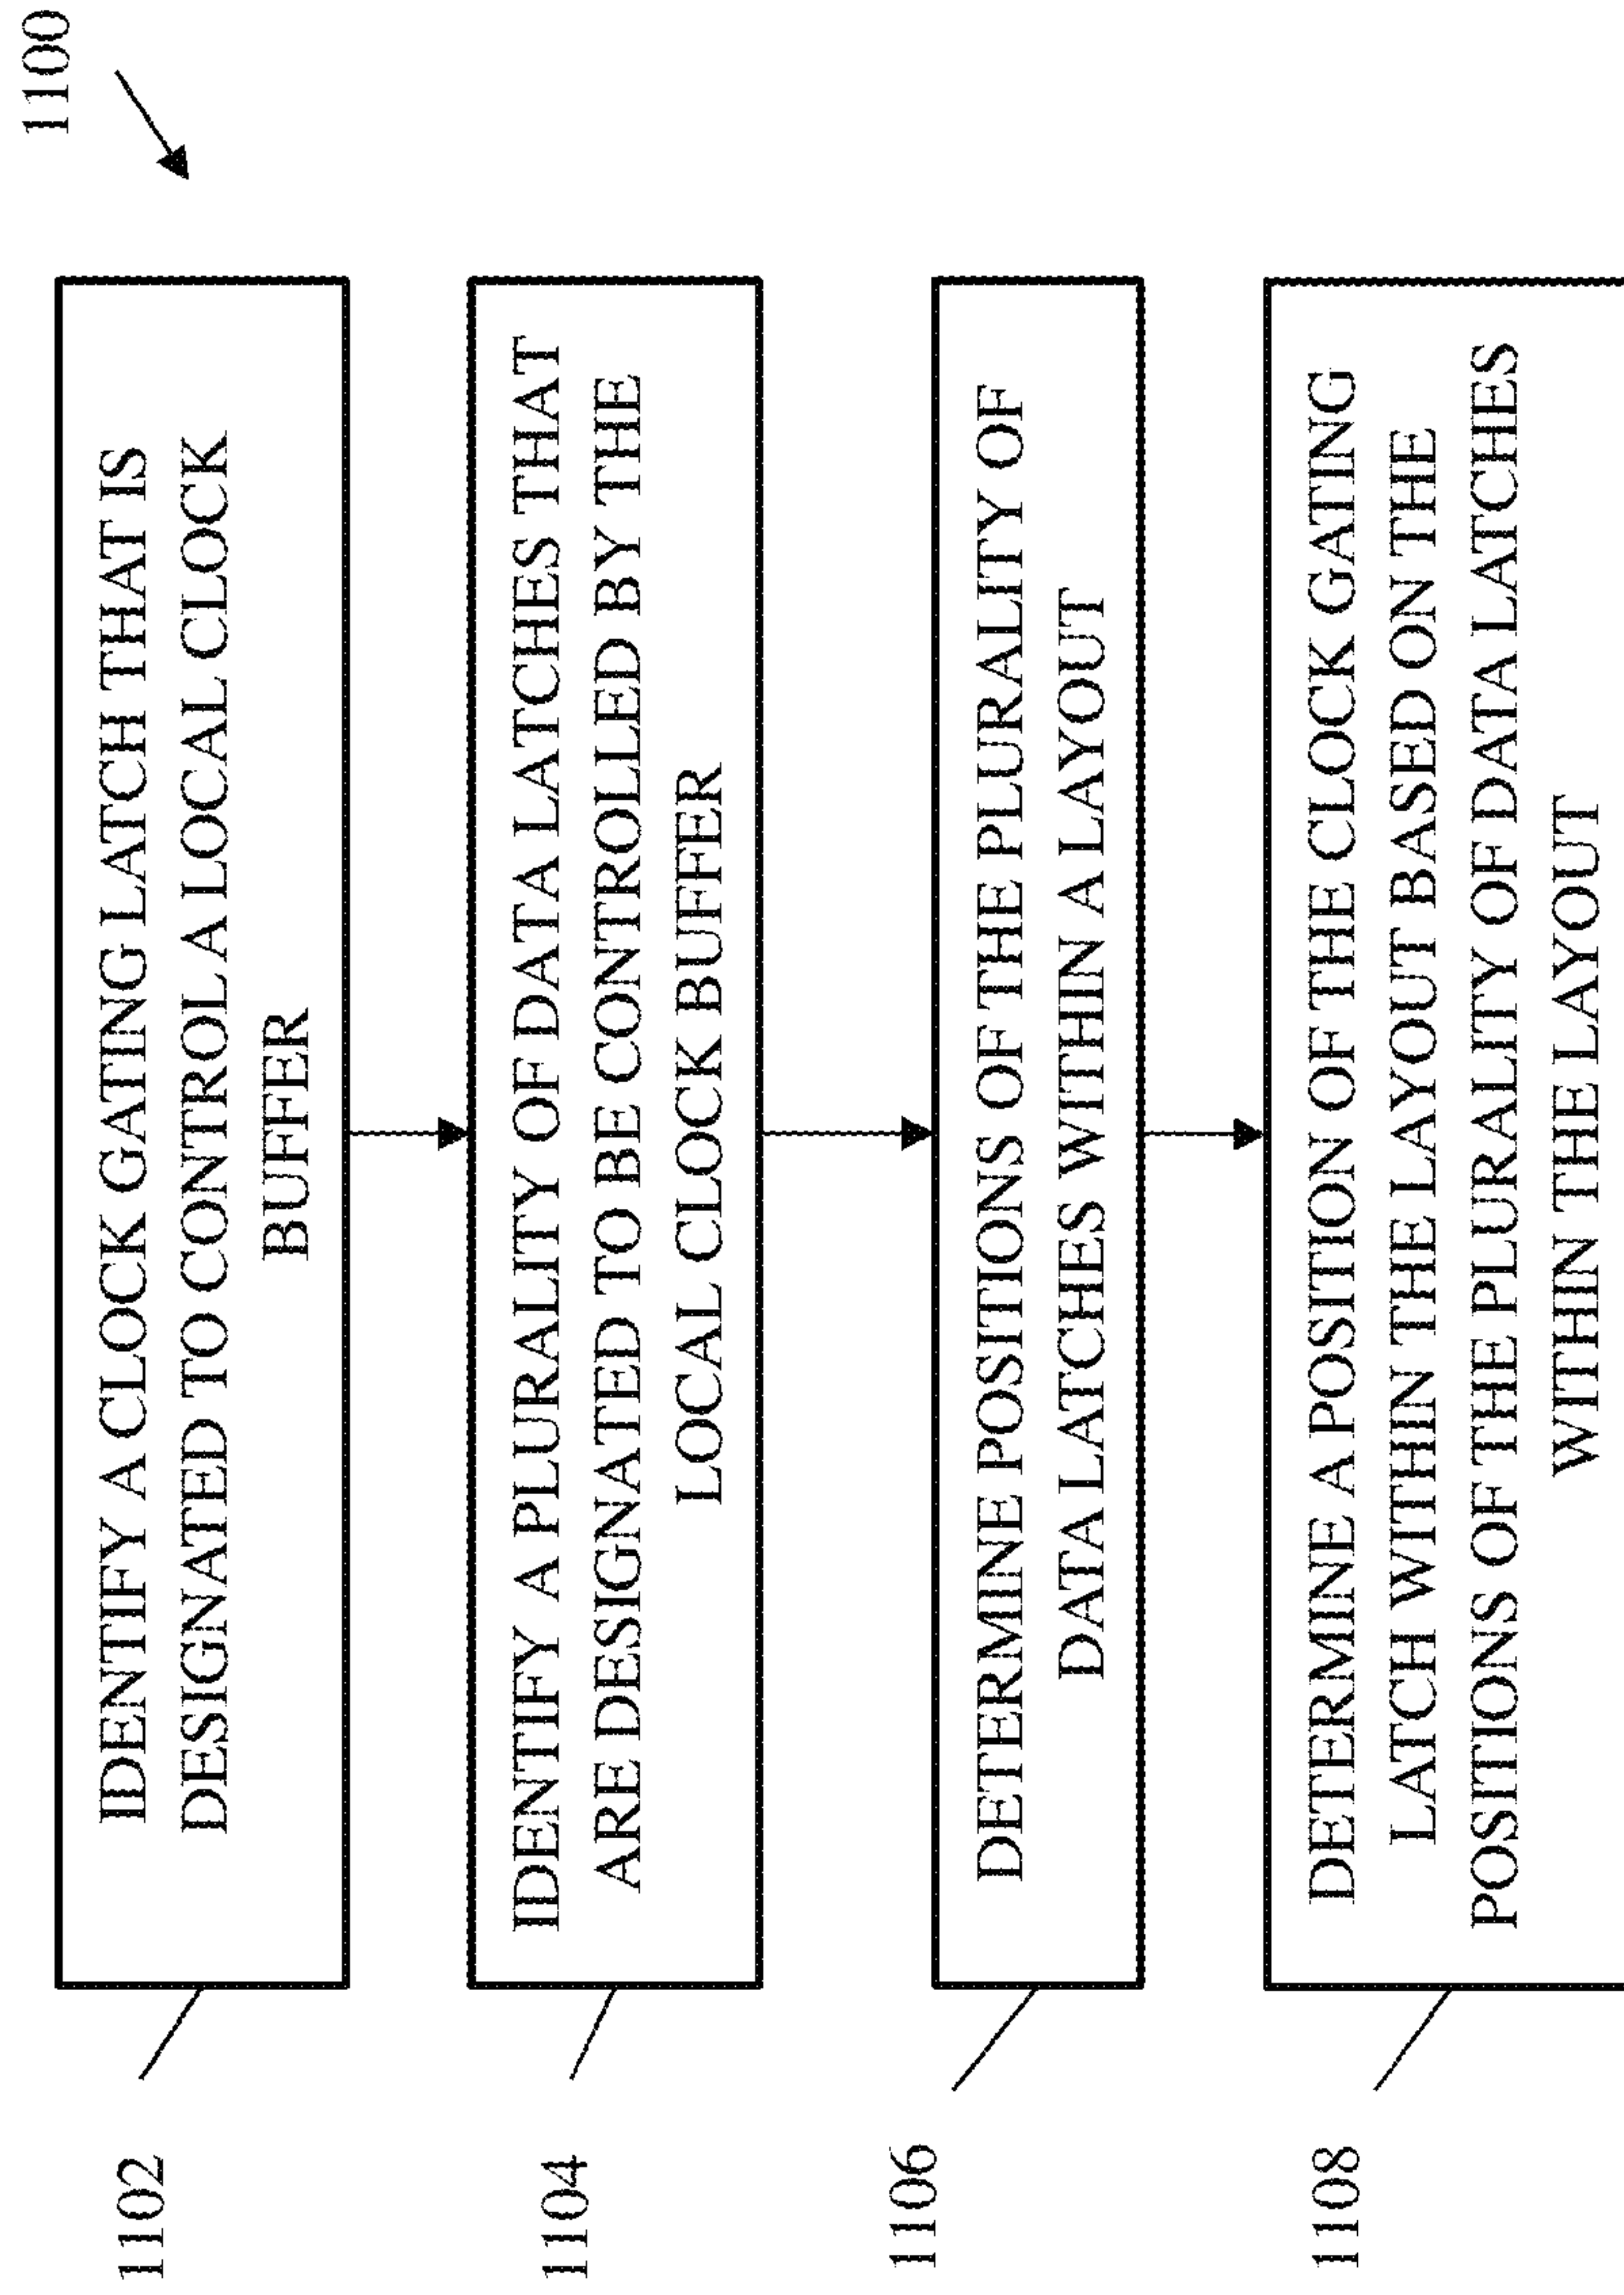 1100
1102
IDENTIFY A CLOCK GATING LATCH THAT IS
DESIGNATED TO CONTROL A LOCAL CLOCK
BUFFER
1104
IDENTIFY A PLURALITY OF DATA LATCHES THAT
ARE DESIGNATED TO BE CONTROLLED BY THE
LOCAL CLOCK BUFFER
1106
DETERMINE POSITIONS OF THE PLURALITY OF
DATA LATCHES WITHIN A LAYOUT
1108
DETERMINE A POSITION OF THE CLOCK GATING
LATCH WITHIN THE LAYOUT BASED ON THE
POSITIONS OF THE PLURALITY OF DATA LATCHES
WITHIN THE LAYOUT